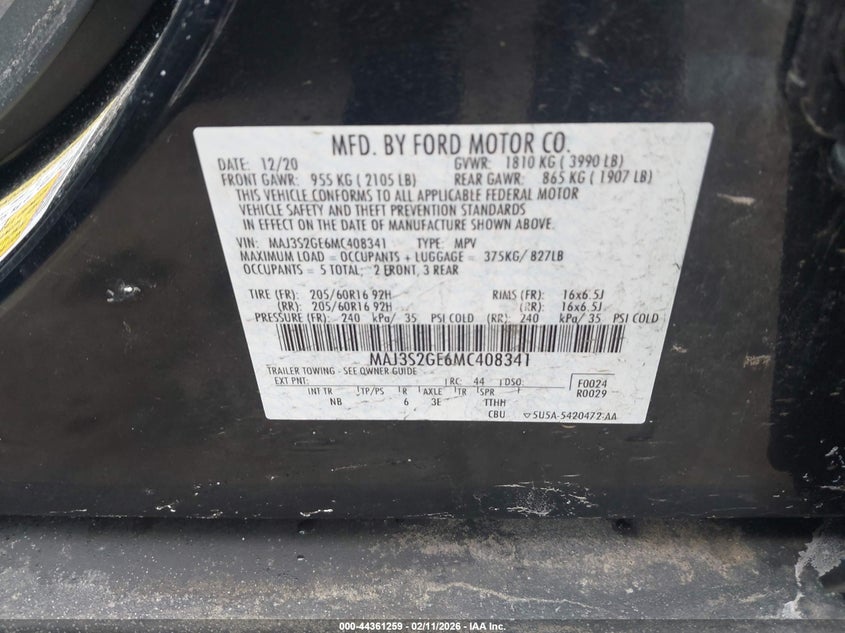 MFD. BY FORD MOTOR CO.
DATE: 12/20 GVWR: 1810 KG ( 3990 LB)
FRONT GAWR: 955 KG ( 2105 LB) REAR GAWR: 865 KG ( 1907 LB)
THIS VEHICLE CONFORMS TO ALL APPLICABLE FEDERAL MOTOR
VEHICLE SAFETY AND THEFT PREVENTION STANDARDS
IN EFFECT ON THE DATE OF MANUFACTURE SHOWN ABOVE.
VIN: MAJ3S2GE6MC408341 TYPE: MPV
MAXIMUM LOAD = OCCUPANTS + LUGGAGE = 375KG/ 827LB
OCCUPANTS = 5 TOTAL; 2 FRONT, 3 REAR
TIRE (FR): 205/60R16 92H RIMS (FR): 16x6.5J
(RR): 205/60R16 92H (RR): 16x6.5J
PRESSURE (FR): 240 kPa/ 35 PSI COLD (RR): 240 kPa/ 35 PSI COLD
MAJ3S2GE6MC408341
TRAILER TOWING - SEE OWNER GUIDE
EXT PNT: RC: 44 DSO: F0024
INT TR TP/PS R AXLE TR SPR R0029
NB 6 3E TTHH
CBU 5U5A-5420472-AA
000-44361259 - 02/11/2026 - IAA Inc.